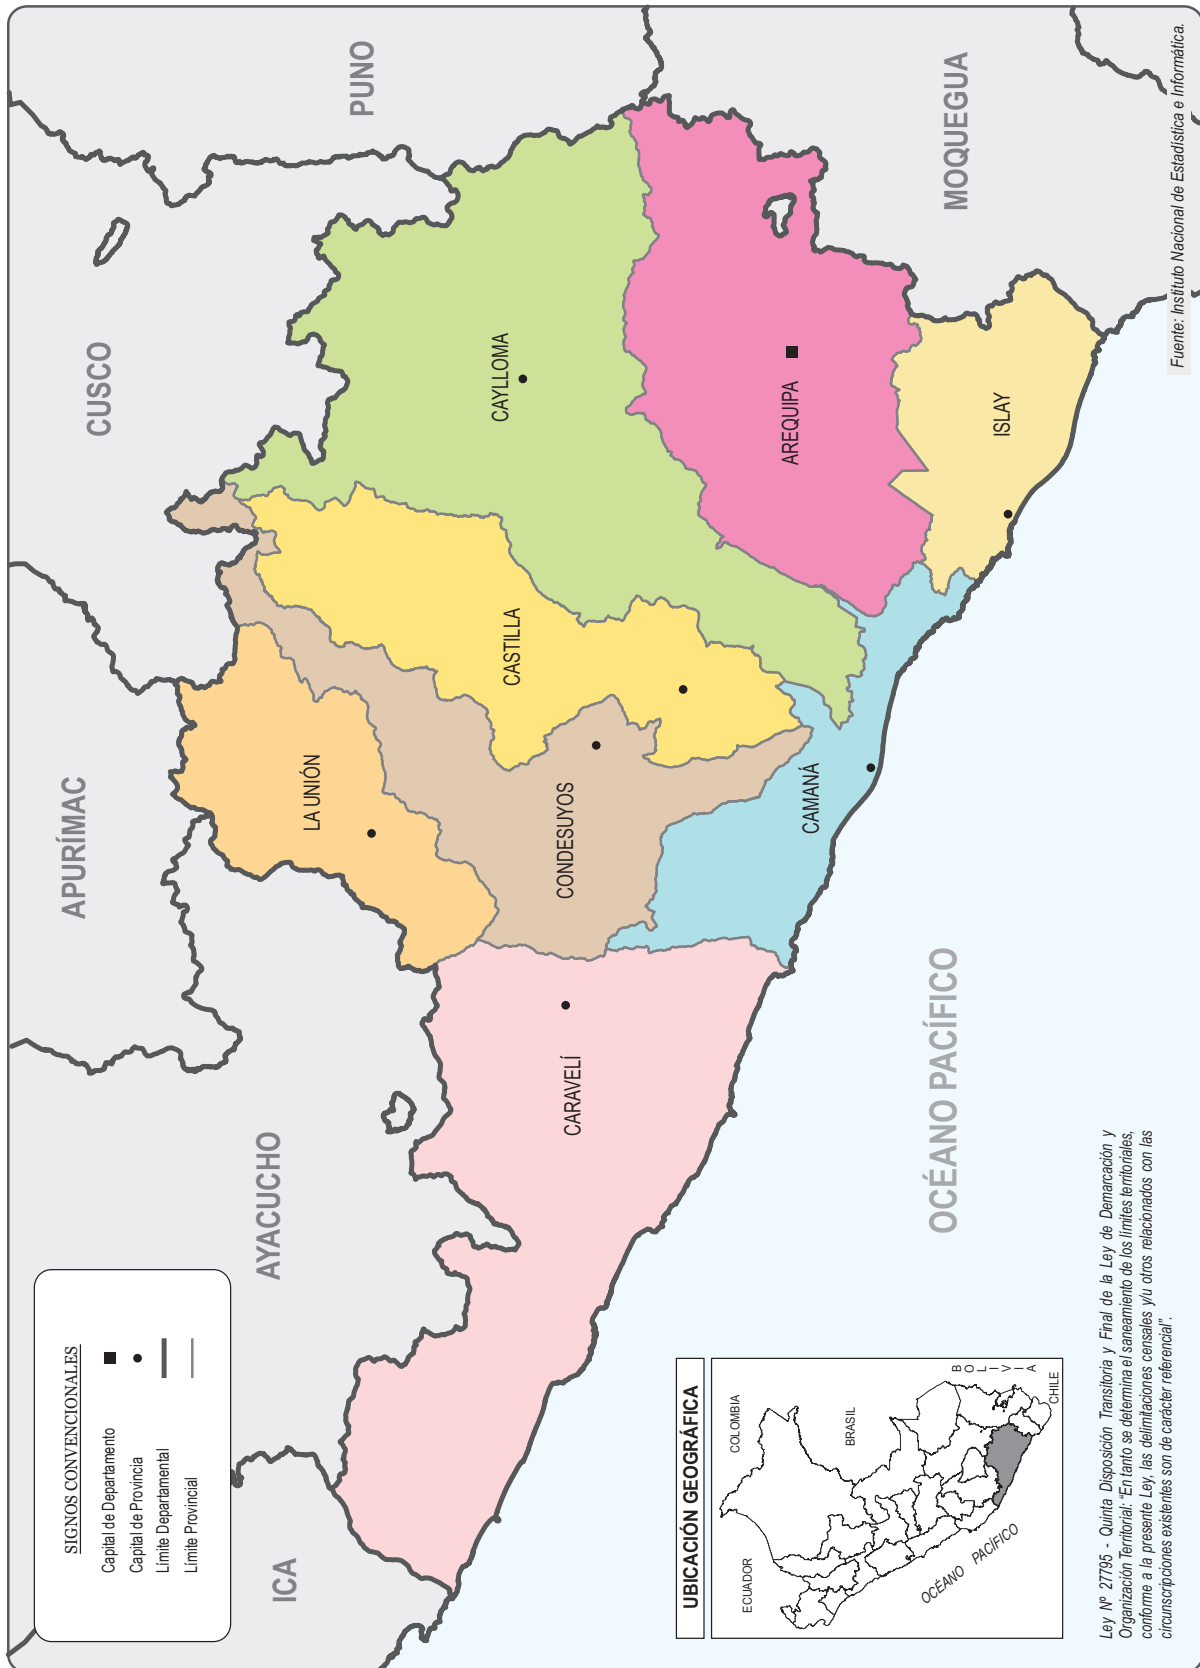 PUNO
CUSCO
APURÍMAC
AYACUCHO
ICA
MOQUEGUA
CAYLLOMA
AREQUIPA
ISLAY
CASTILLA
LA UNIÓN
CONDESUYOS
CAMANÁ
CARAVELÍ
OCÉANO PACÍFICO
SIGNOS CONVENCIONALES
Capital de Departamento
Capital de Provincia
Límite Departamental
Límite Provincial
UBICACIÓN GEOGRÁFICA
ECUADOR
COLOMBIA
BRASIL
BOLIVIA
CHILE
OCÉANO PACÍFICO
Ley Nº 27795 - Quinta Disposición Transitoria y Final de la Ley de Demarcación y
Organización Territorial: "En tanto se determina el saneamiento de los límites territoriales,
conforme a la presente Ley, las delimitaciones censales y/u otros relacionados con las
circunscripciones existentes son de carácter referencial".
Fuente: Instituto Nacional de Estadística e Informática.